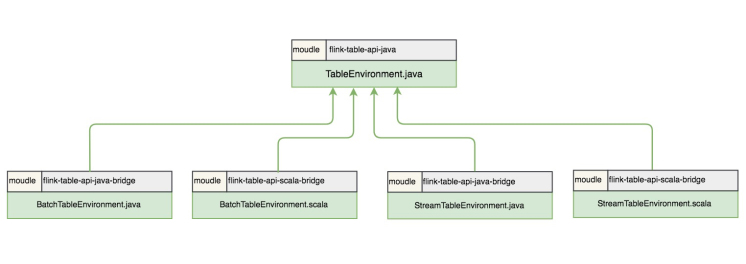 moudle flink-table-api-java
TableEnvironment.java
moudle flink-table-api-java-bridge
BatchTableEnvironment.java
moudle flink-table-api-scala-bridge
BatchTableEnvironment.scala
moudle flink-table-api-java-bridge
StreamTableEnvironment.java
moudle flink-table-api-scala-bridge
StreamTableEnvironment.scala